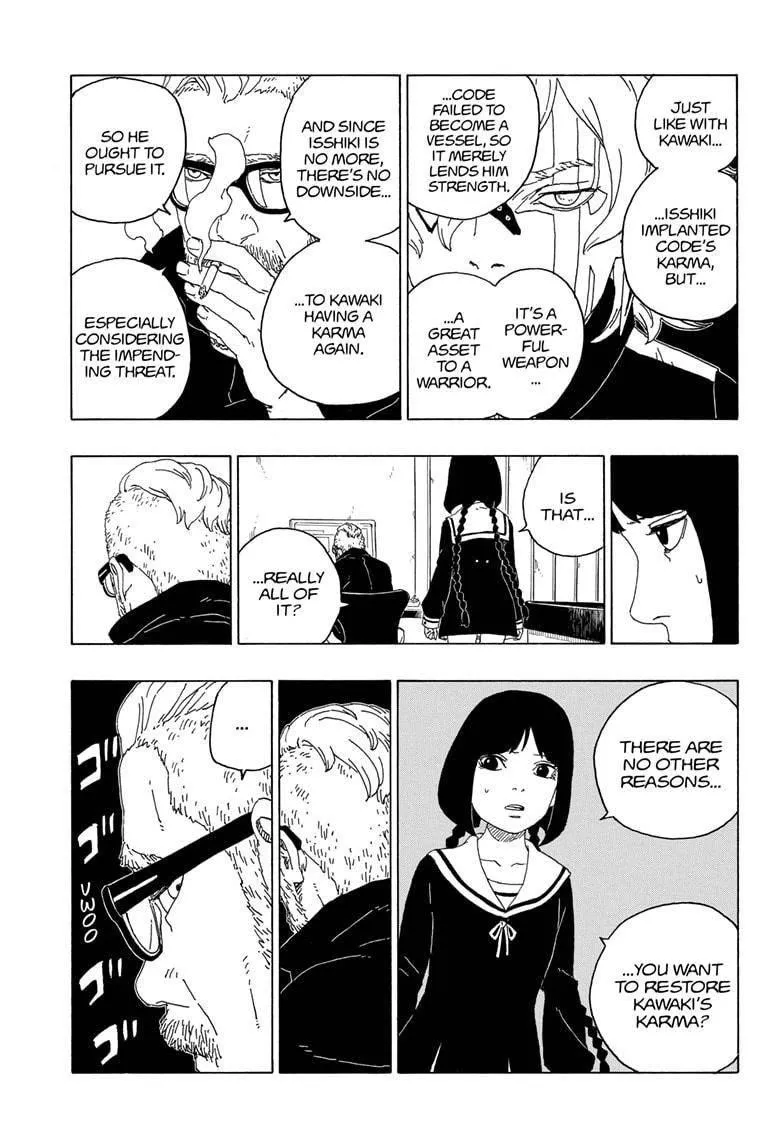 JUST
LIKE WITH
KAWAKI...
...ISSHIKI
IMPLANTED
CODE'S
KARMA,
BUT...
...CODE
FAILED TO
BECOME A
VESSEL, SO
IT MERELY
LENDS HIM
STRENGTH.
IT'S A
POWER-
FUL
WEAPON
...
...A
GREAT
ASSET
TO A
WARRIOR.
AND SINCE
ISSHIKI IS
NO MORE,
THERE'S NO
DOWNSIDE...
...TO KAWAKI
HAVING A
KARMA
AGAIN.
SO HE
OUGHT TO
PURSUE IT.
ESPECIALLY
CONSIDERING
THE IMPEND-
ING THREAT.
IS
THAT...
...REALLY
ALL OF
IT?
THERE ARE
NO OTHER
REASONS...
...YOU WANT
TO RESTORE
KAWAKI'S
KARMA?
...
ゴ"
ゴ"
VWOO
ゴ"
ゴ"